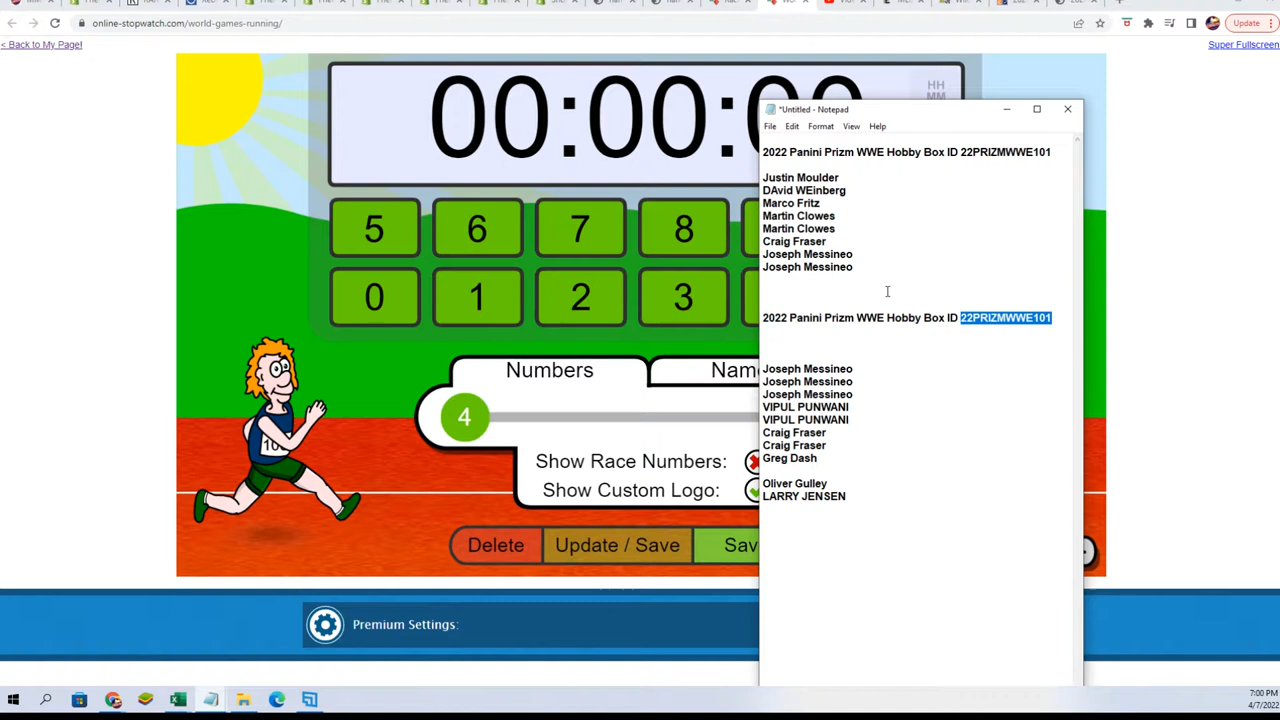 online-stopwatch.com/world-games-running/
Update
< Back to My Page!
Super Fullscreen
00:00:00
HH
MM
5 6 7 8
0 1 2 3
Numbers
4
Show Race Numbers:
Show Custom Logo:
Delete
Update / Save
Premium Settings:
*Untitled - Notepad
File Edit Format View Help
2022 Panini Prizm WWE Hobby Box ID 22PRIZMWWE101
Justin Moulder
DAvid WEinberg
Marco Fritz
Martin Clowes
Martin Clowes
Craig Fraser
Joseph Messineo
Joseph Messineo
2022 Panini Prizm WWE Hobby Box ID 22PRIZMWWE101
Joseph Messineo
Joseph Messineo
Joseph Messineo
VIPUL PUNWANI
VIPUL PUNWANI
Craig Fraser
Craig Fraser
Greg Dash
Oliver Gulley
LARRY JENSEN
7:00 PM
4/7/2022